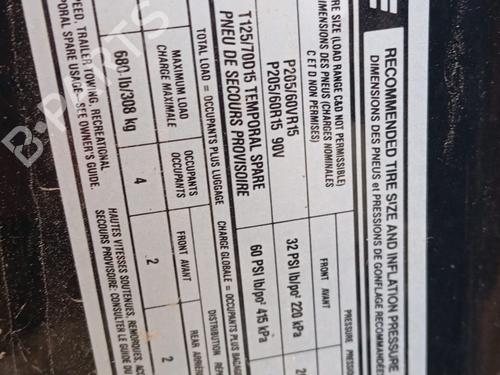 RECOMMENDED TIRE SIZE AND INFLATION PRESSURE
DIMENSIONS DES PNEUS et PRESSIONS DE GONFLAGE RECOMMANDÉES
RE SIZE (LOAD RANGE C&D NOT PERMISSIBLE)
DIMENSIONS DES PNEUS (CHARGES NOMINALES
C ET D NON PERMISES)
FRONT AVANT
PRESSURE PRESSION
P205/60VR15
P205/60R15 90V
32 PSI lb/po² 220 kPa
T125/70D15 TEMPORAL SPARE
PNEU DE SECOURS PROVISOIRE
60 PSI lb/po² 415 kPa
TOTAL LOAD = OCCUPANTS PLUS LUGGAGE
CHARGE GLOBALE = OCCUPANTS PLUS
MAXIMUM LOAD
CHARGE MAXIMALE
OCCUPANTS
OCCUPANTS
FRONT AVANT
DISTRIBUTION
REAR
680 lb/308 kg
4
2
2
SPEED, TRAILER TOWING, RECREATIONAL
SPARE USAGE - SEE OWNER'S GUIDE.
HAUTES VITESSES SOUTENUES, REMORQUES,
SECOURS PROVISOIRE: CONSULTER LE GUIDE DU
B-PARTS